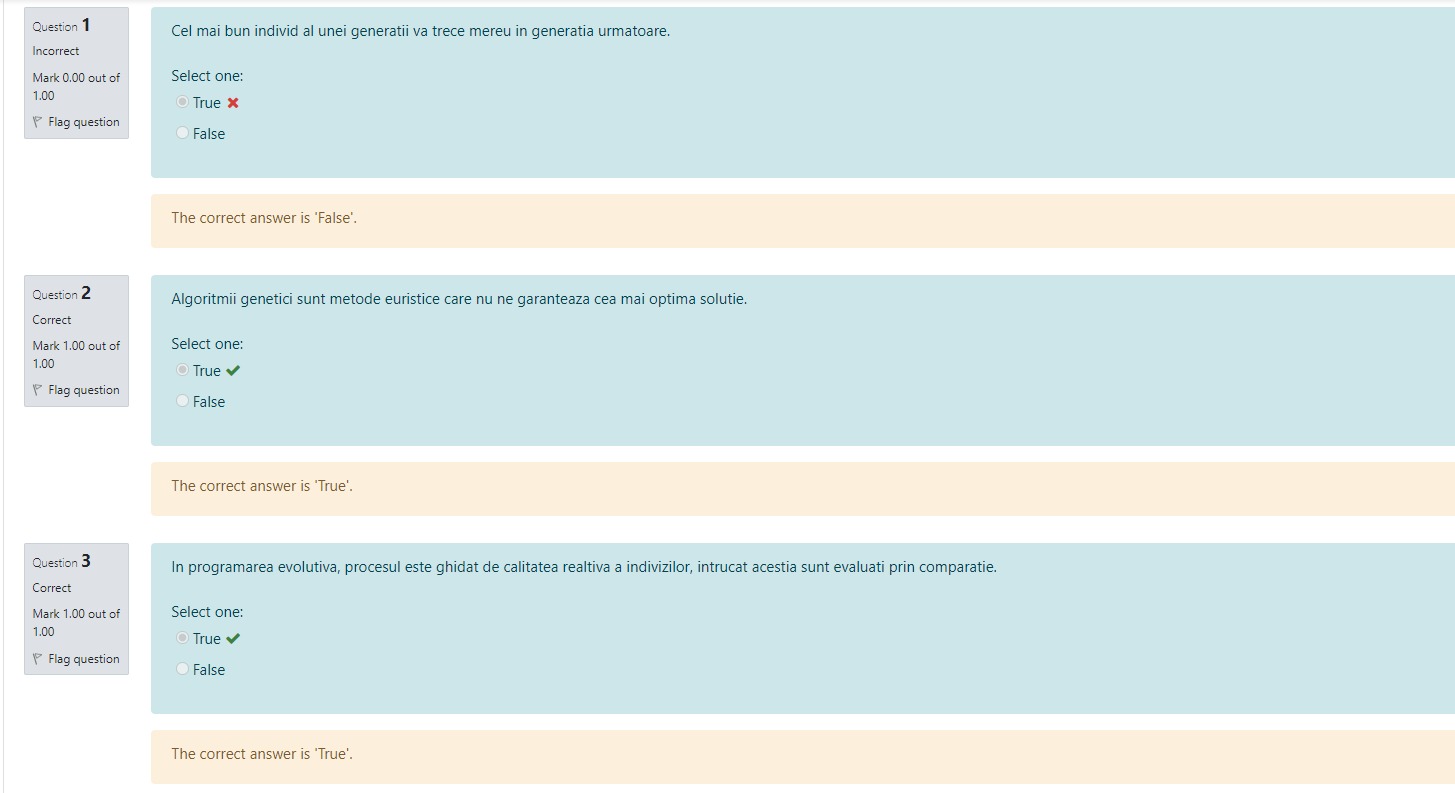 Question 1
Incorrect
Mark 0.00 out of
1.00
Flag question
Cel mai bun individ al unei generatii va trece mereu in generatia urmatoare.
Select one:
True
False
The correct answer is 'False'.
Question 2
Correct
Mark 1.00 out of
1.00
Flag question
Algoritmii genetici sunt metode euristice care nu ne garanteaza cea mai optima solutie.
Select one:
True
False
The correct answer is 'True'.
Question 3
Correct
Mark 1.00 out of
1.00
Flag question
In programarea evolutiva, procesul este ghidat de calitatea realtiva a indivizilor, intrucat acestia sunt evaluati prin comparatie.
Select one:
True
False
The correct answer is 'True'.